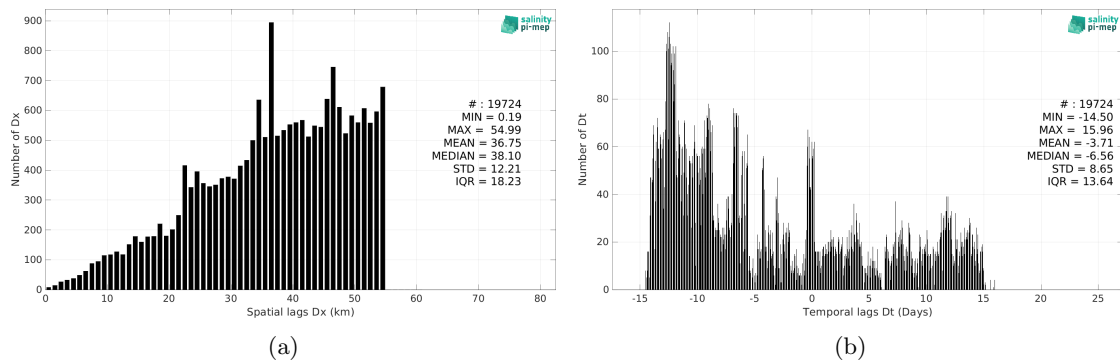 900
800
700
600
500
400
300
200
100
0
Number of Dx
0 10 20 30 40 50 60 70 80
Spatial lags Dx (km)
salinity
pi-mep
# : 19724
MIN = 0.19
MAX = 54.99
MEAN = 36.75
MEDIAN = 38.10
STD = 12.21
IQR = 18.23
(a)
100
80
60
40
20
0
Number of Dt
-15 -10 -5 0 5 10 15 20 25
Temporal lags Dt (Days)
salinity
pi-mep
# : 19724
MIN = -14.50
MAX = 15.96
MEAN = -3.71
MEDIAN = -6.56
STD = 8.65
IQR = 13.64
(b)